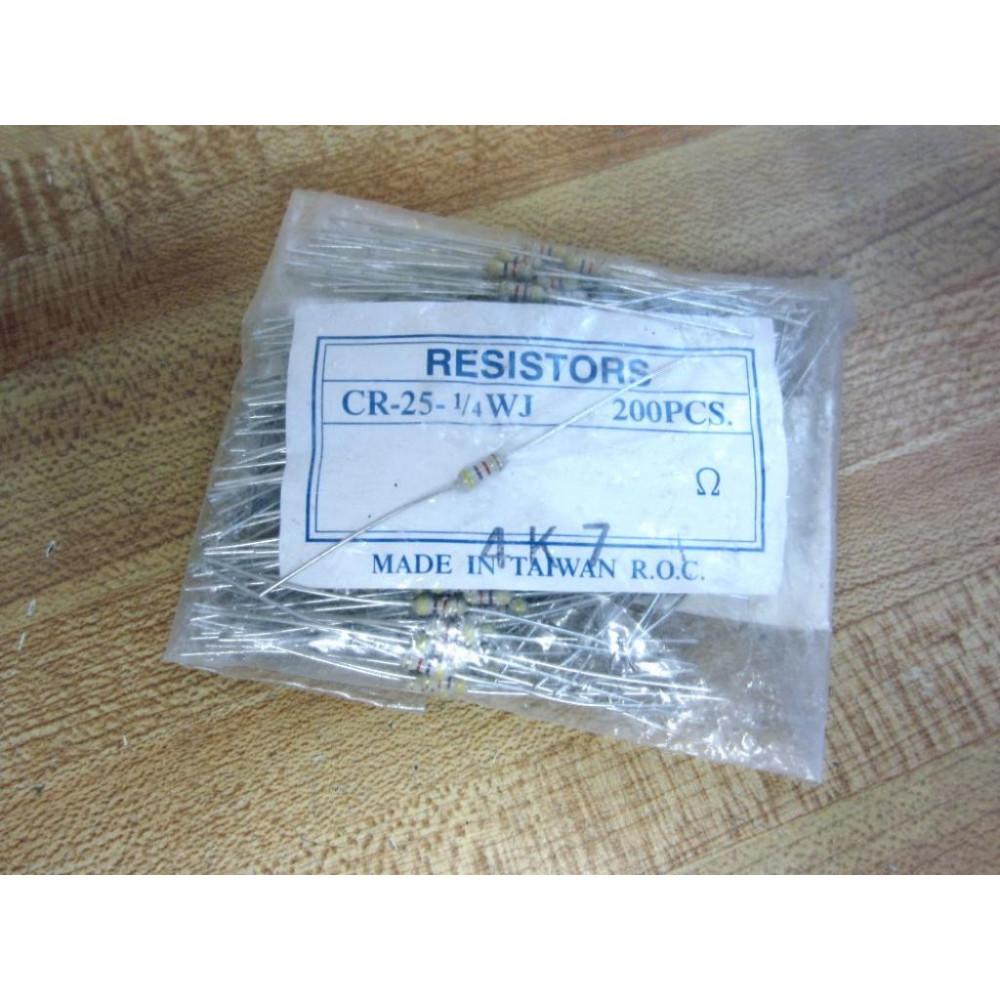 RESISTORS
CR-25-1/4WJ 200PCS.
Ω
4K7
MADE IN TAIWAN R.O.C.